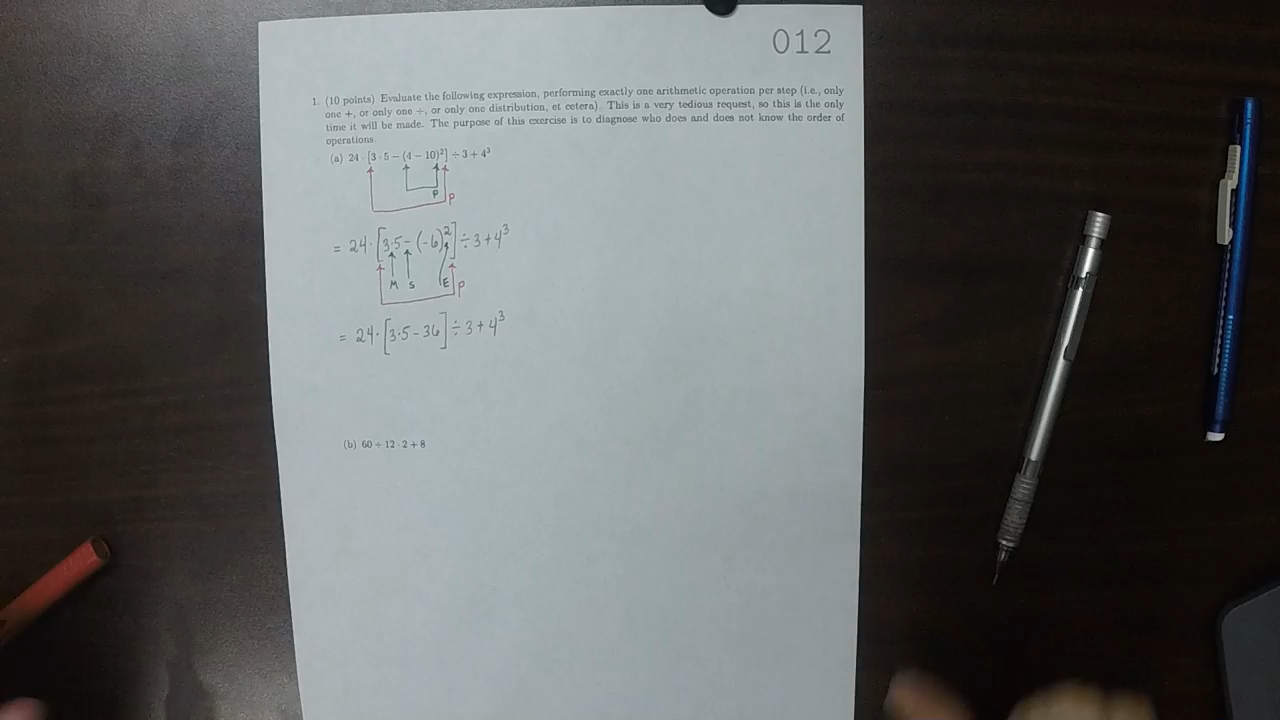 012
1. (10 points) Evaluate the following expression, performing exactly one arithmetic operation per step (i.e., only
one +, or only one ÷, or only one distribution, et cetera). This is a very tedious request, so this is the only
time it will be made. The purpose of this exercise is to diagnose who does and does not know the order of
operations.
(a) 24 · [3 · 5 − (4 − 10)²] ÷ 3 + 4³
P P
= 24 · [3·5 − (−6)²] ÷ 3 + 4³
M S E P
= 24 · [3·5 − 36] ÷ 3 + 4³
(b) 60 ÷ 12 · 2 + 8